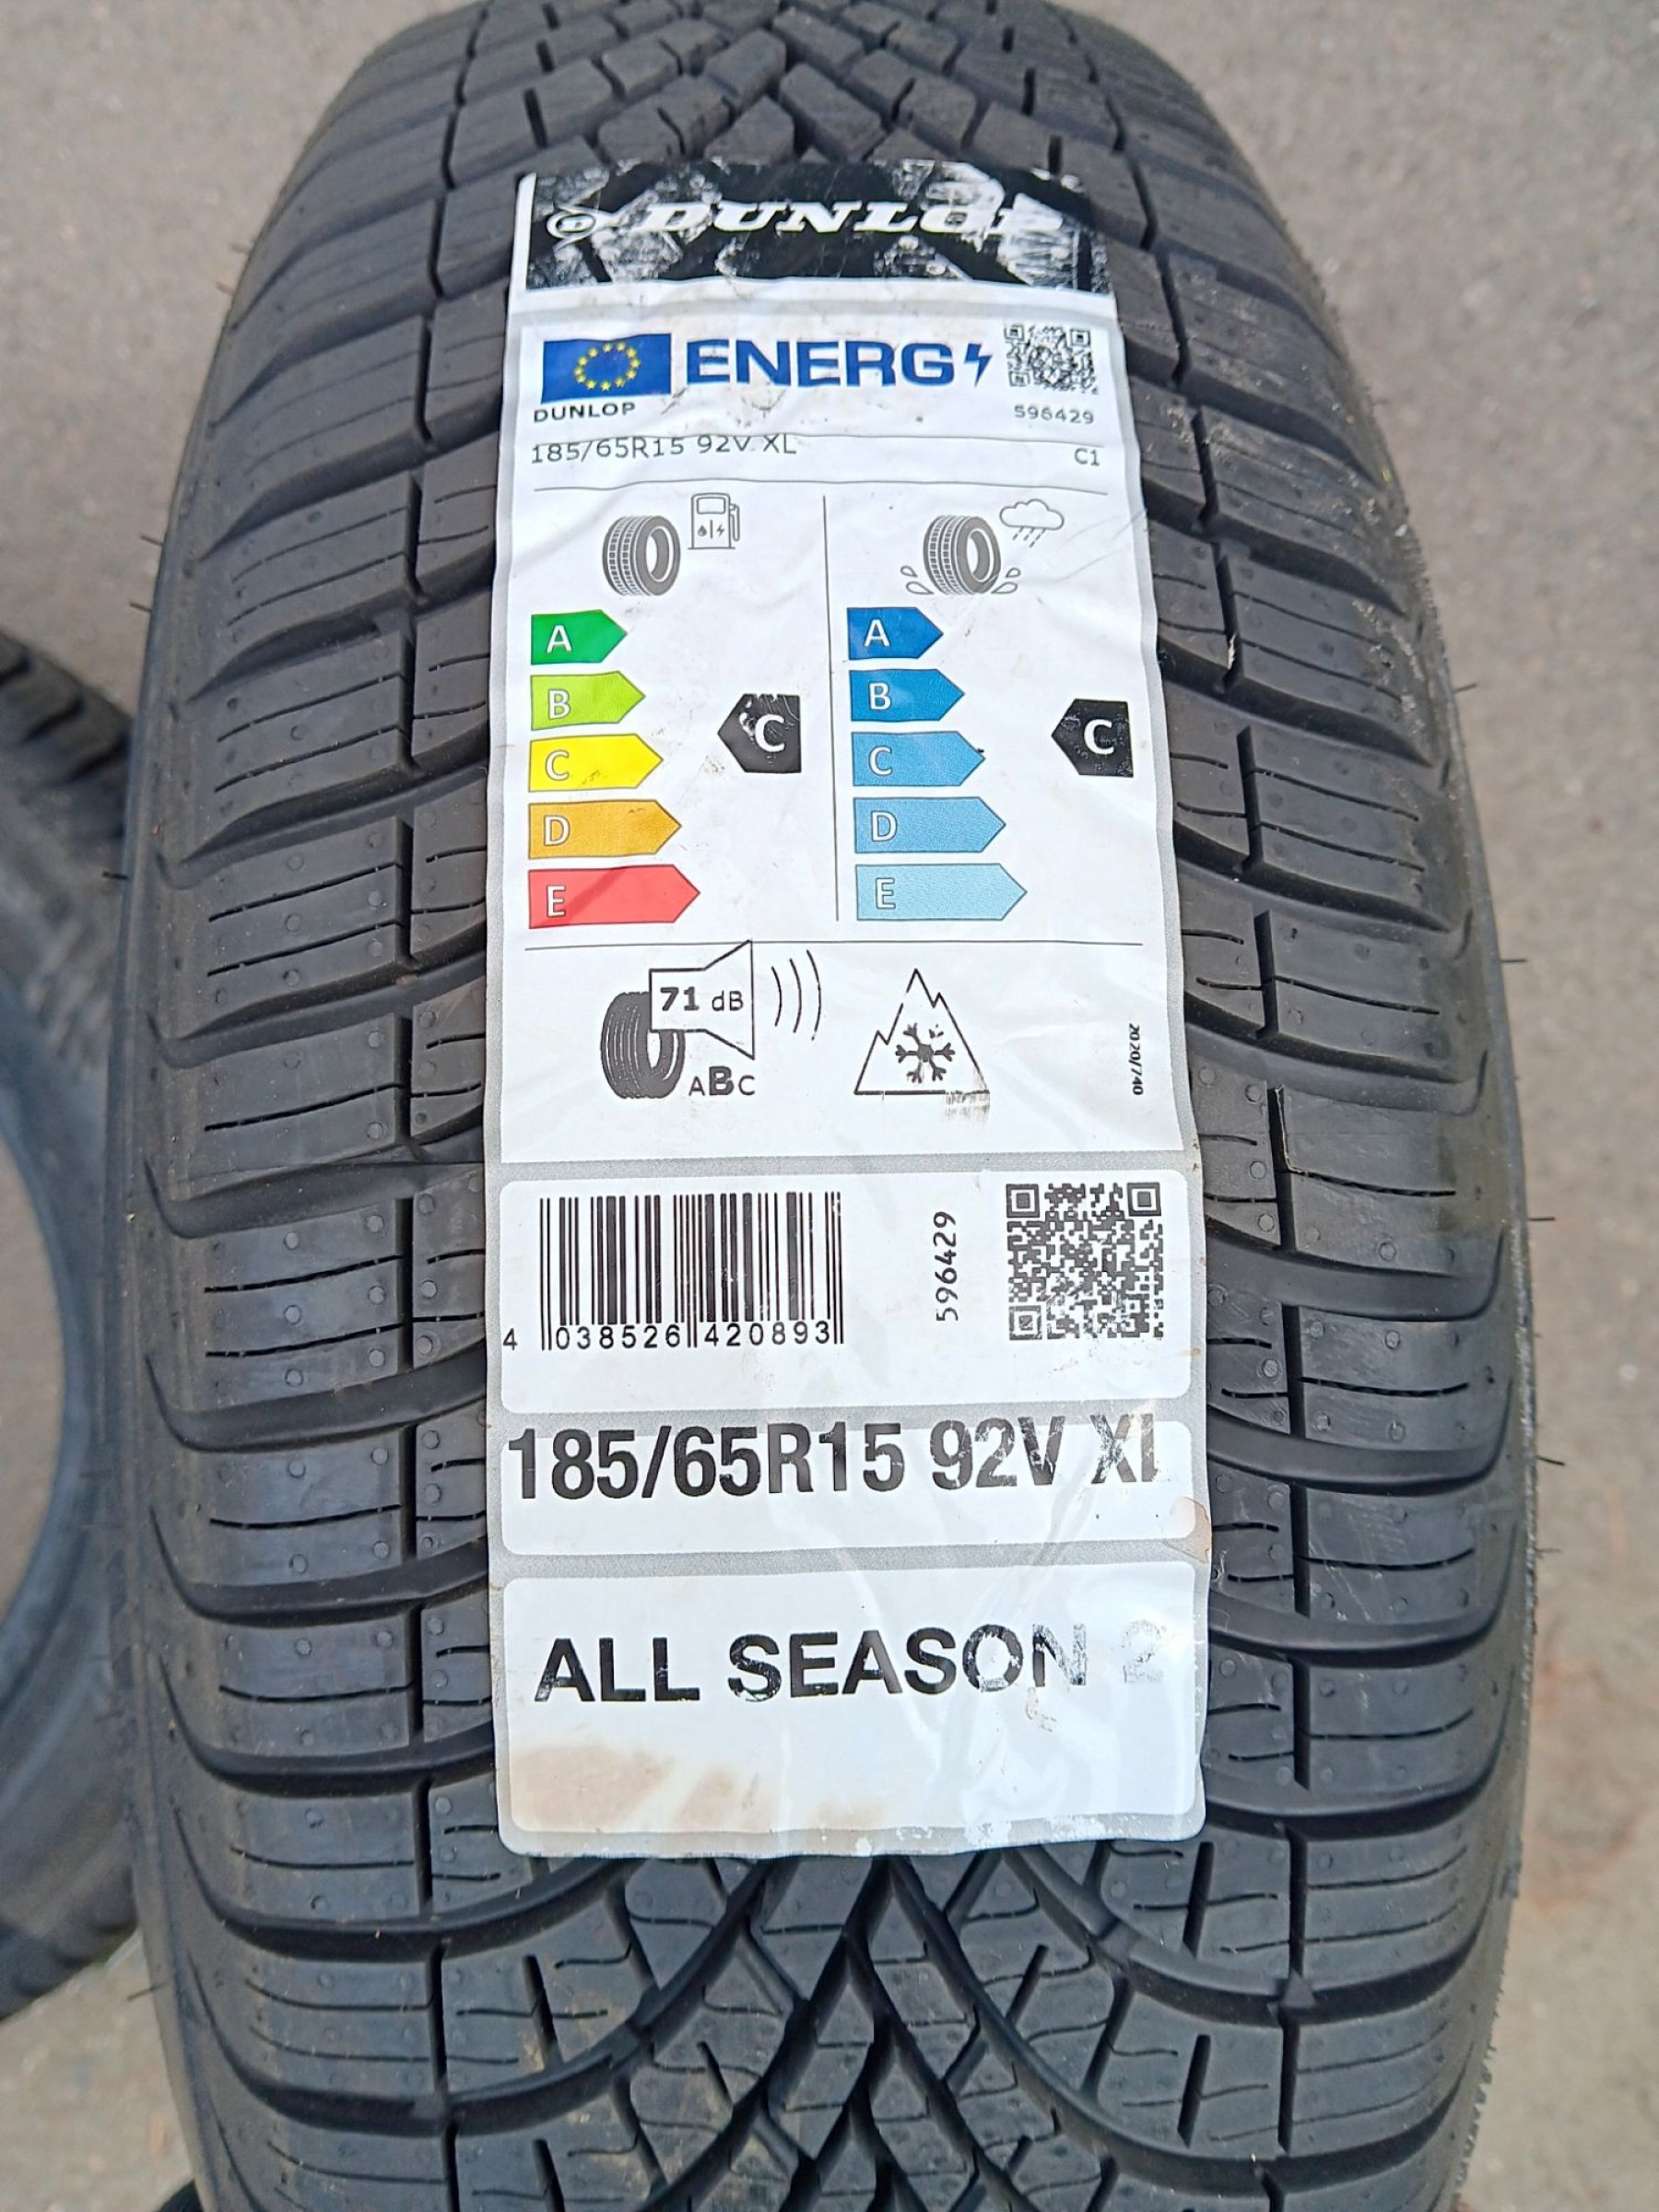 DUNLOP
ENERG
DUNLOP
596429
185/65R15 92V XL
C1
A
B
C
D
E
C
A
B
C
D
E
C
71 dB
ABC
2020/740
4 038526 420893
596429
185/65R15 92V XL
ALL SEASON 2